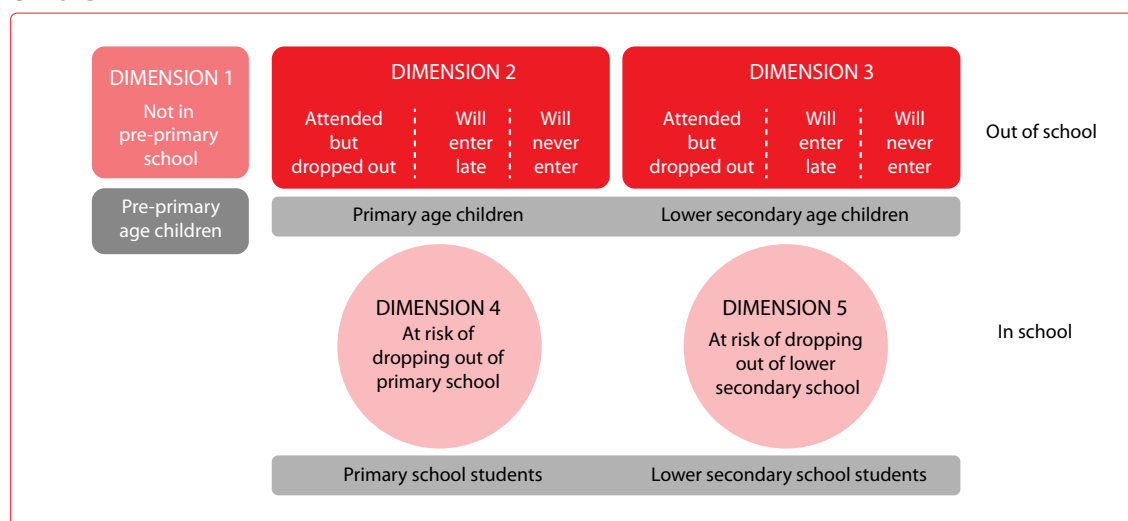 DIMENSION 1
Not in
pre-primary
school
Pre-primary
age children
DIMENSION 2
Attended
but
dropped out
Will
enter
late
Will
never
enter
Primary age children
DIMENSION 3
Attended
but
dropped out
Will
enter
late
Will
never
enter
Lower secondary age children
Out of school
DIMENSION 4
At risk of
dropping out of
primary school
DIMENSION 5
At risk of dropping
out of lower
secondary school
In school
Primary school students
Lower secondary school students